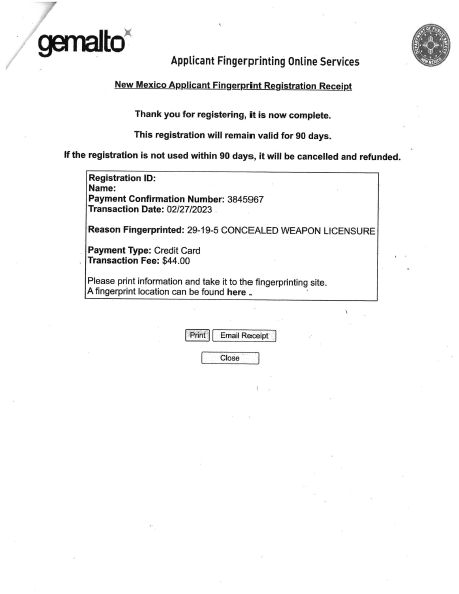 gemalto
Applicant Fingerprinting Online Services
New Mexico Applicant Fingerprint Registration Receipt
Thank you for registering, it is now complete.
This registration will remain valid for 90 days.
If the registration is not used within 90 days, it will be cancelled and refunded.
Registration ID:
Name:
Payment Confirmation Number: 3845967
Transaction Date: 02/27/2023
Reason Fingerprinted: 29-19-5 CONCEALED WEAPON LICENSURE
Payment Type: Credit Card
Transaction Fee: $44.00
Please print information and take it to the fingerprinting site.
A fingerprint location can be found here ..
Print Email Receipt
Close